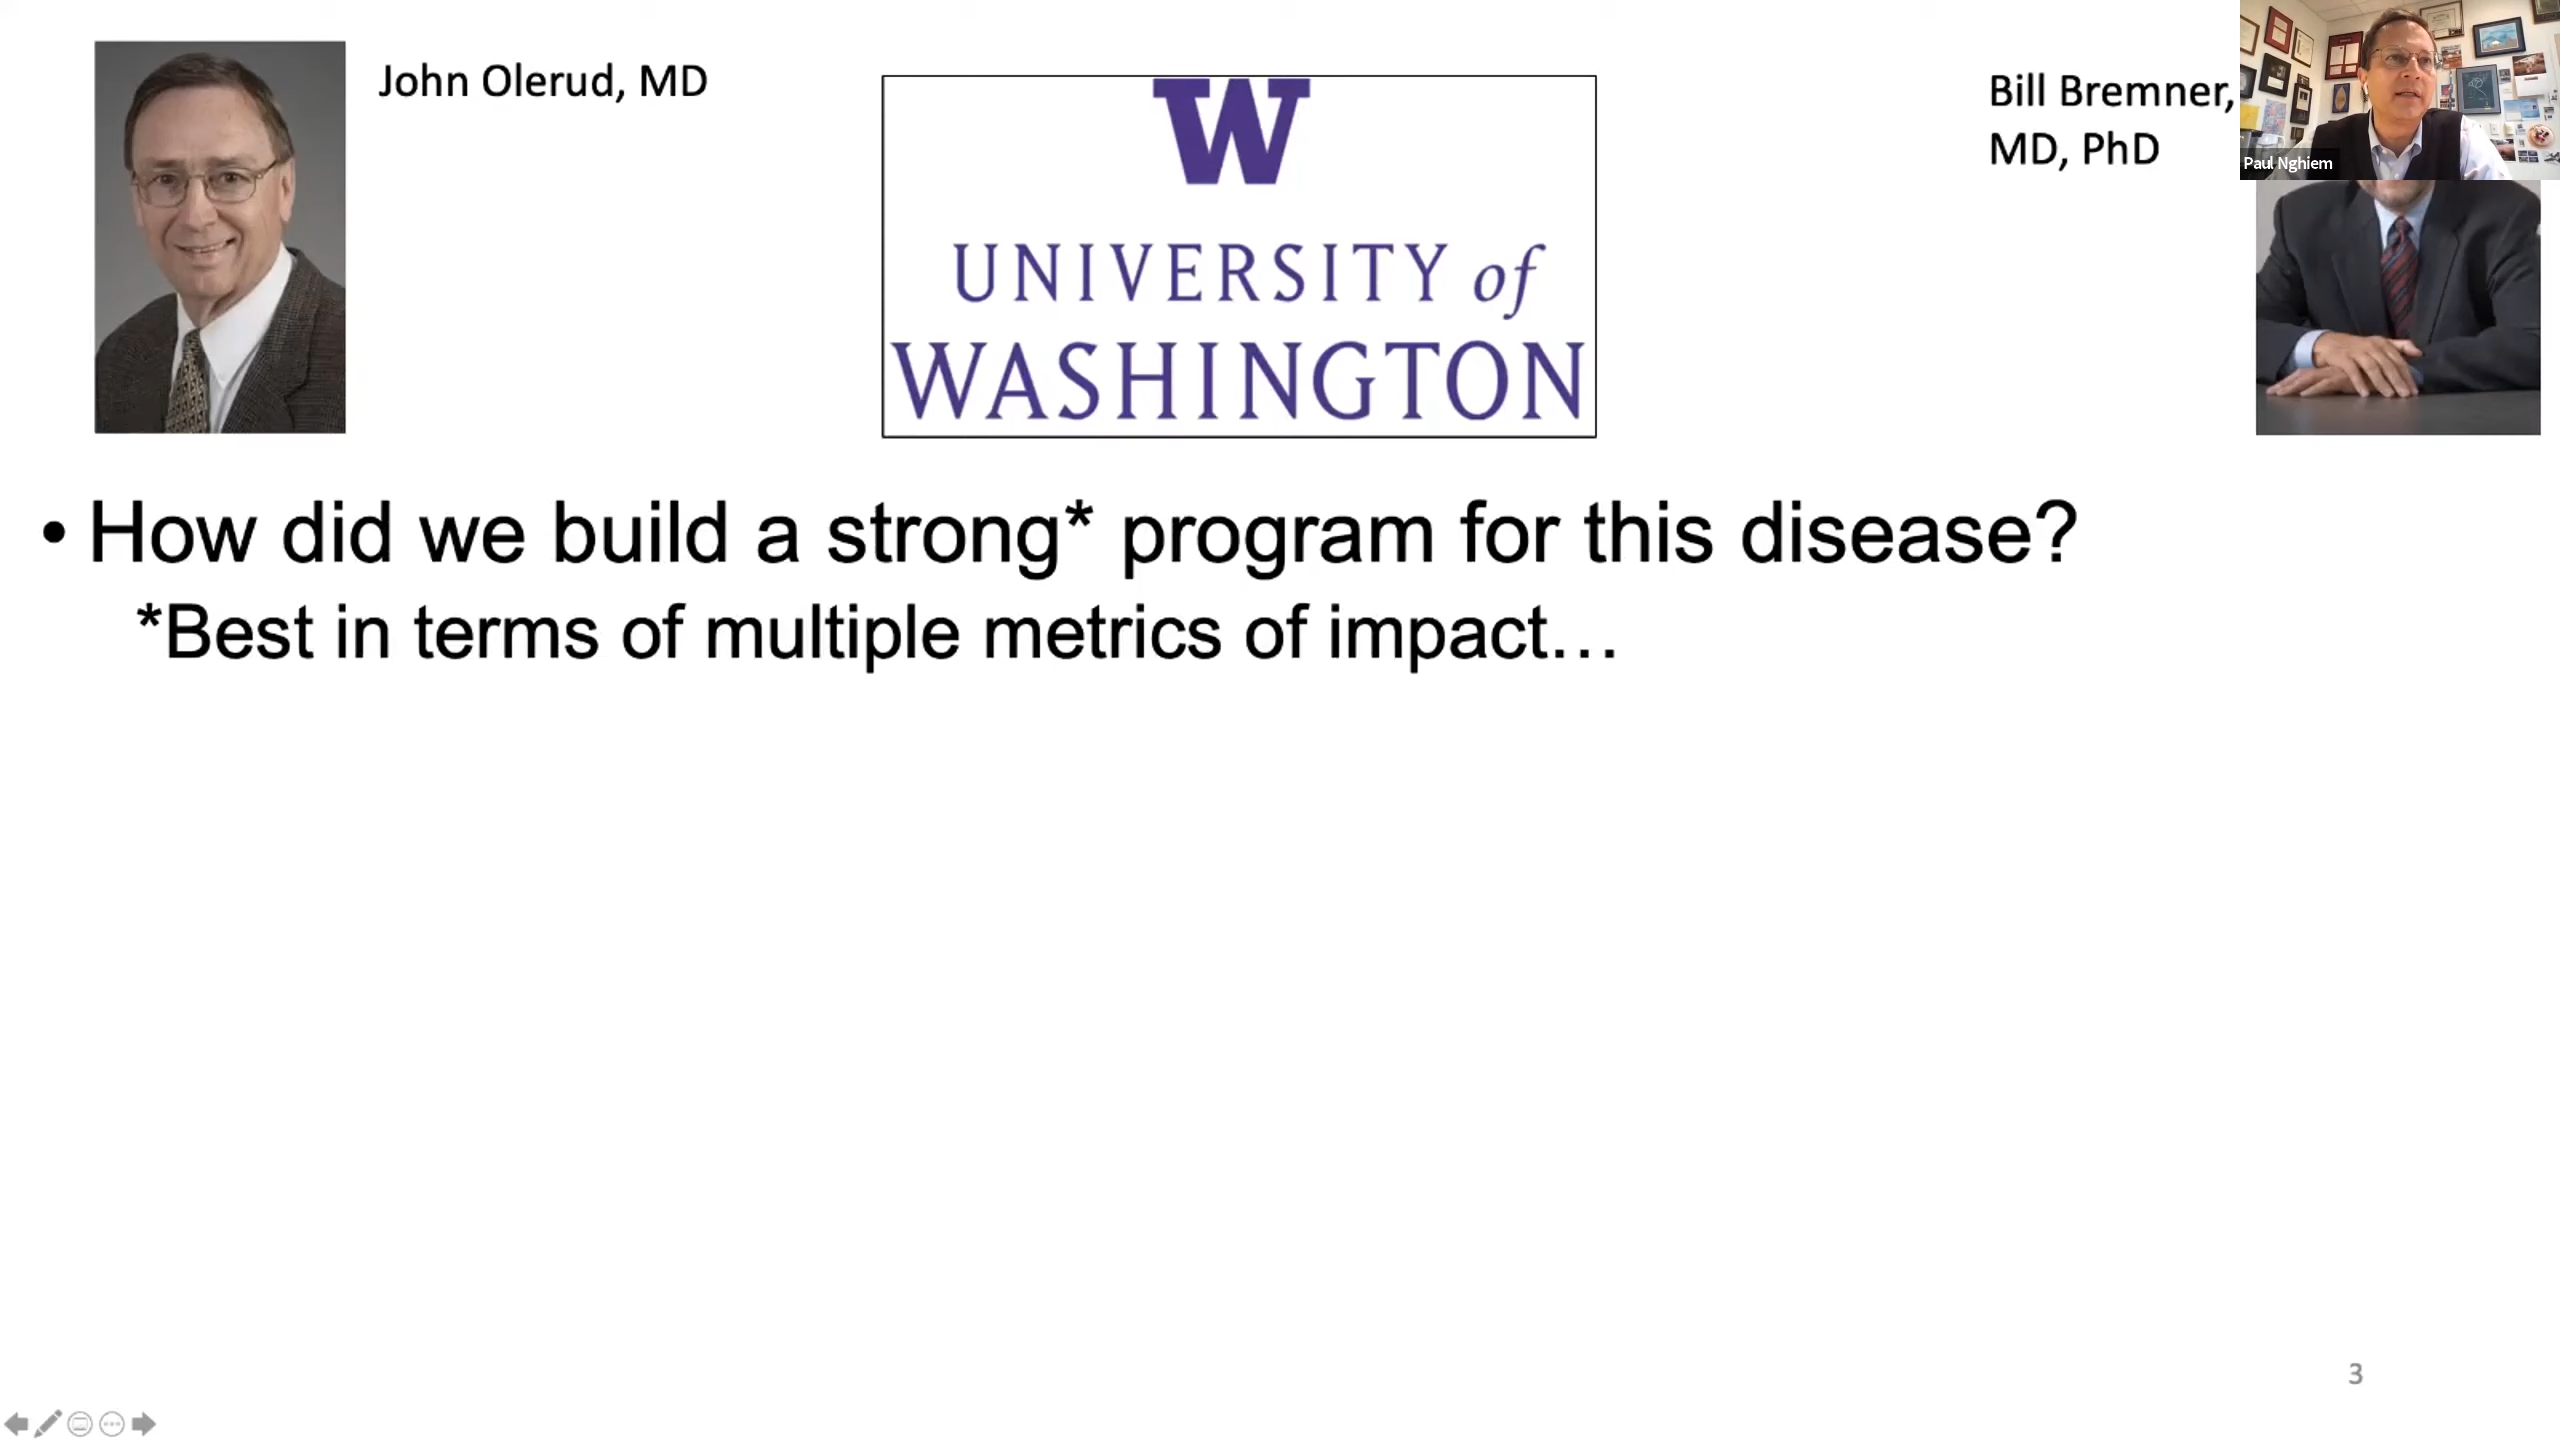 John Olerud, MD
W
UNIVERSITY of
WASHINGTON
Bill Bremner,
MD, PhD
Paul Nghiem
• How did we build a strong* program for this disease?
*Best in terms of multiple metrics of impact…
3